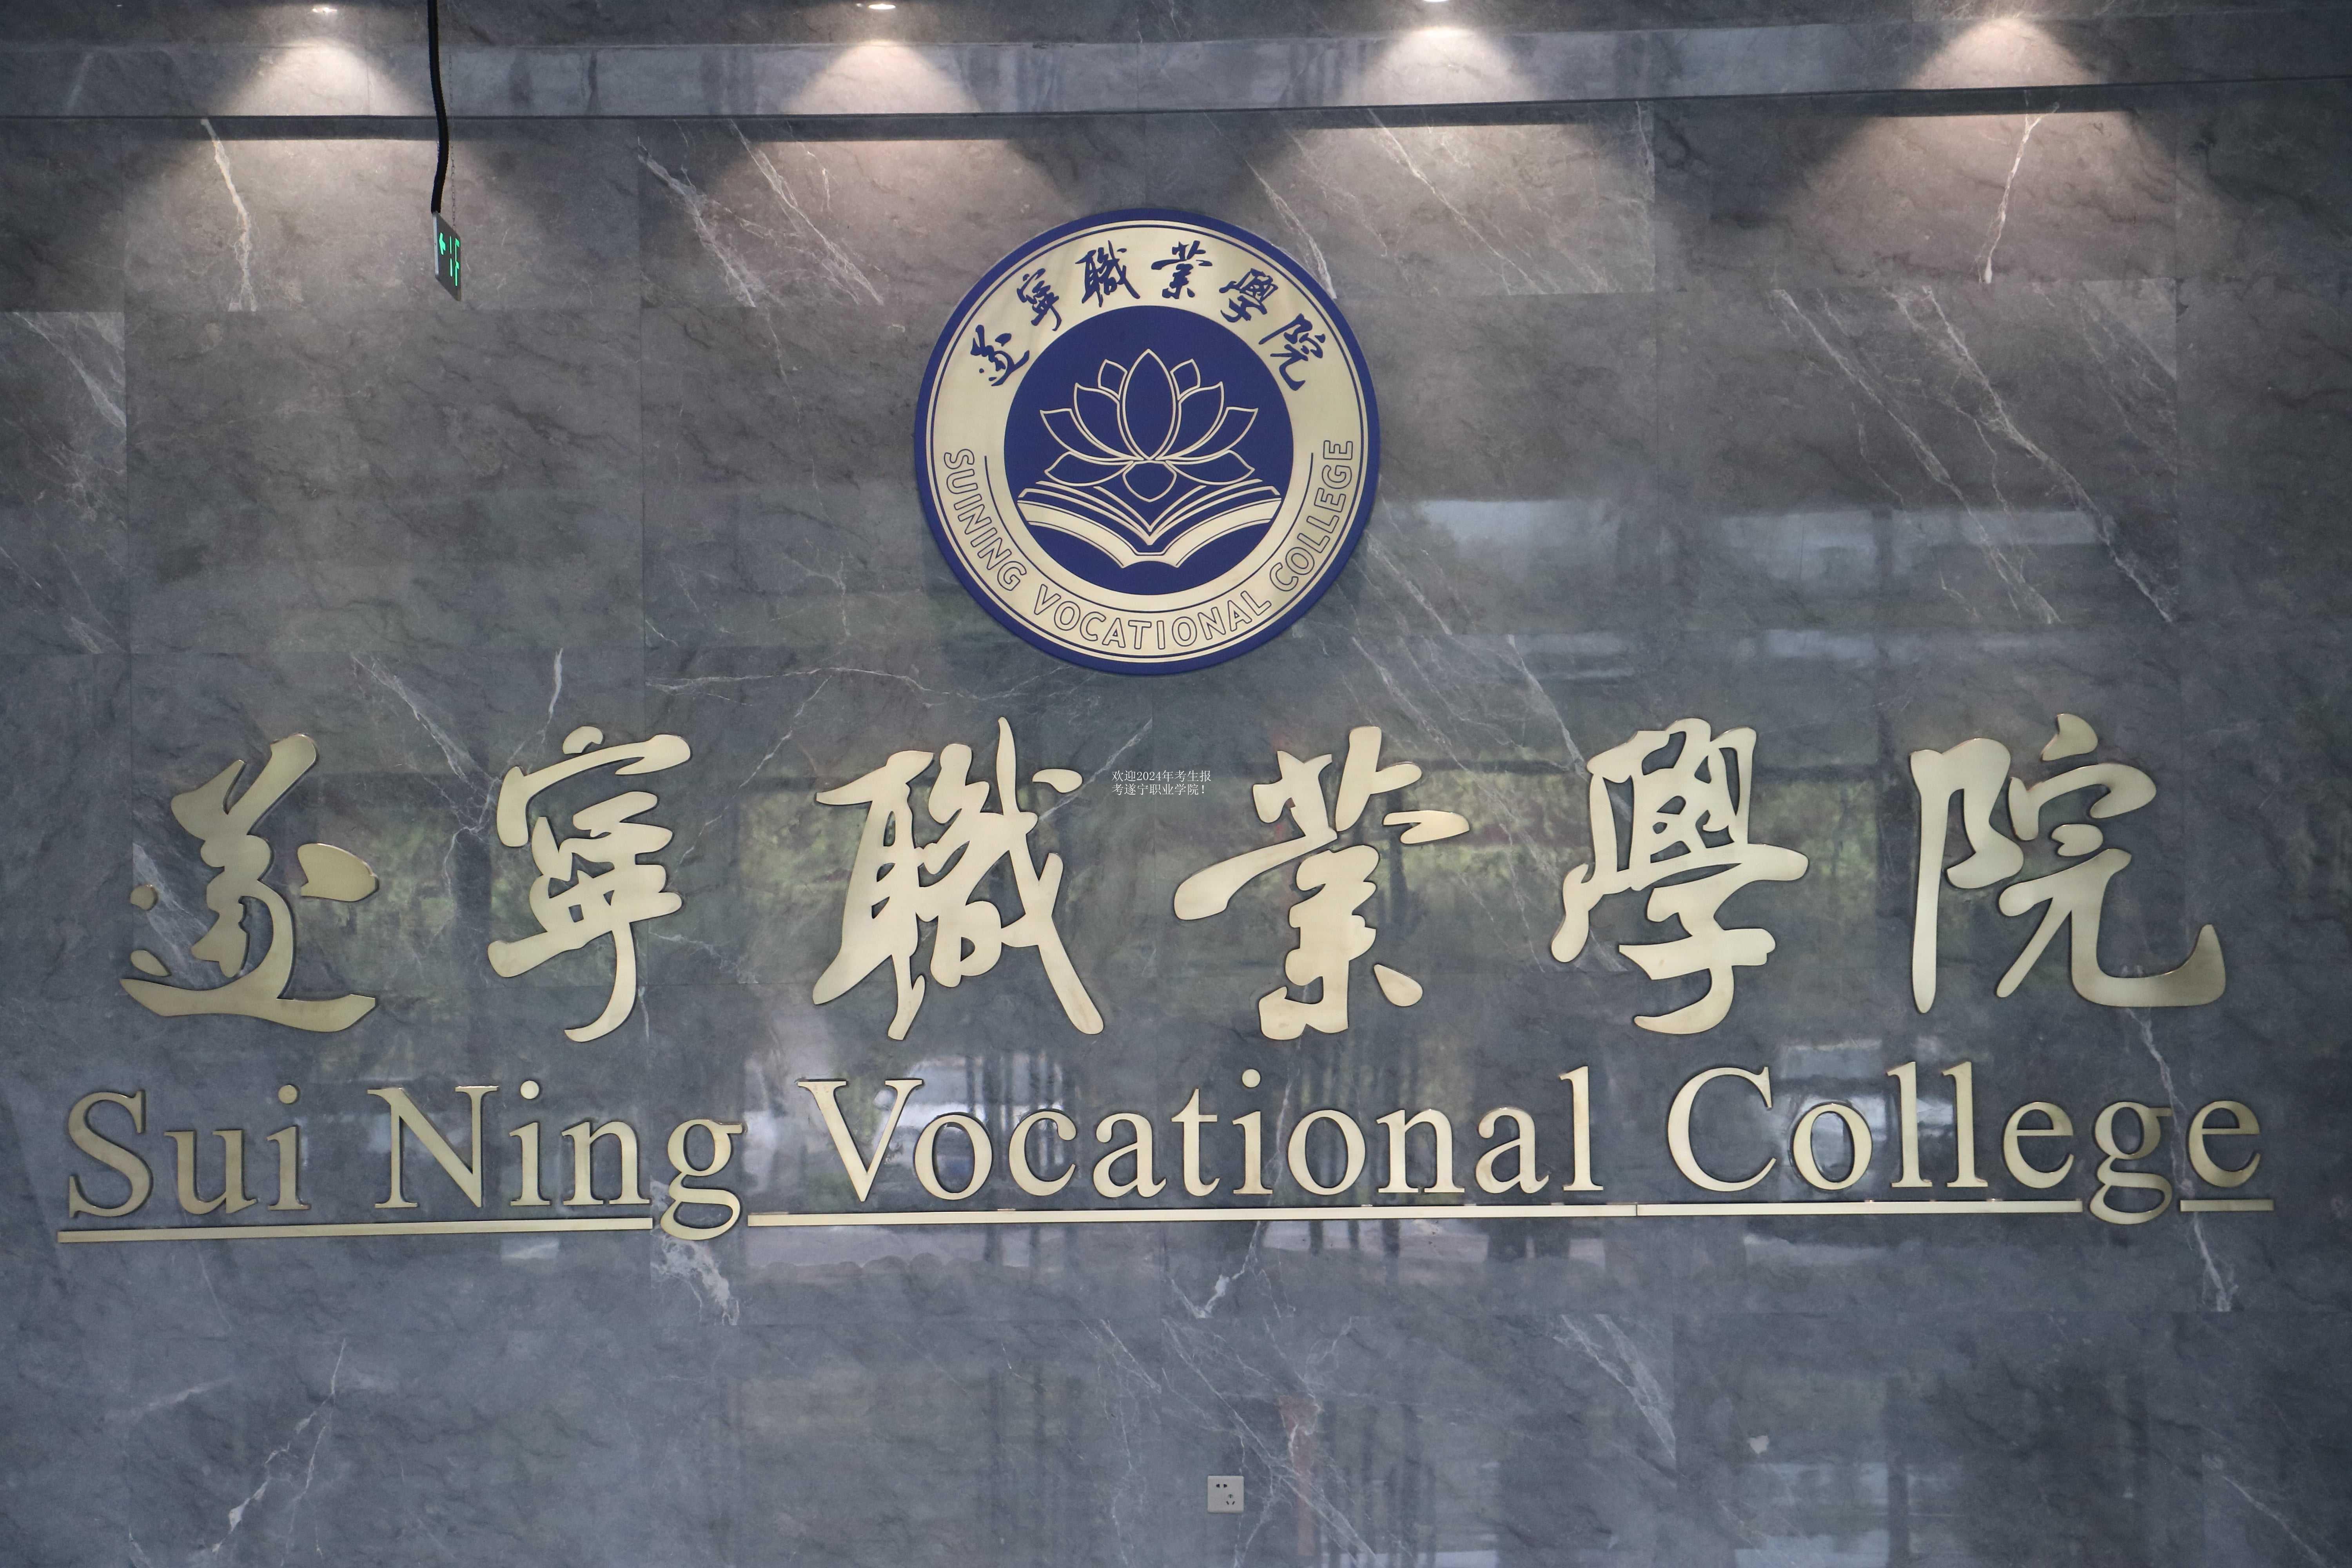 遂寧職業學院
SUINING VOCATIONAL COLLEGE
欢迎2024年考生报
考遂宁职业学院！
遂寧職業學院
Sui Ning Vocational College